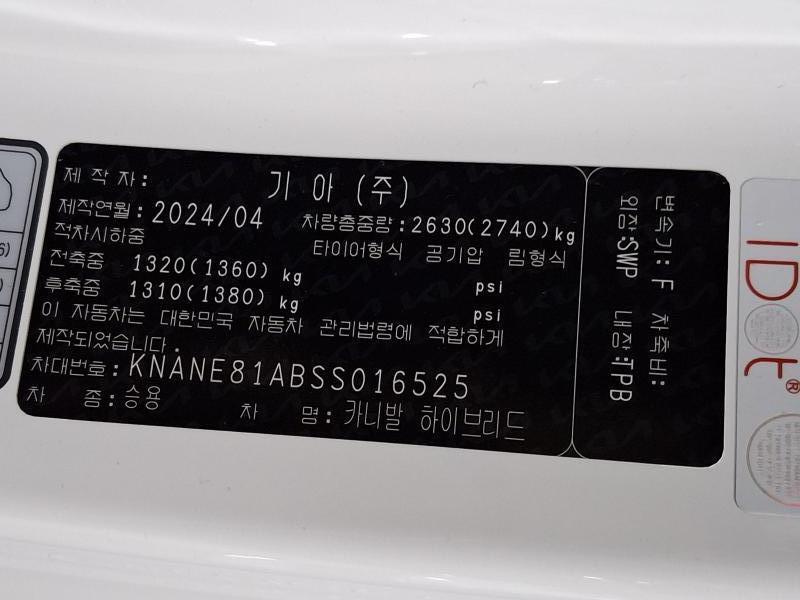 제 작 자: 기 아 (주)
제작연월: 2024/04 차량총중량: 2630(2740)kg
적차시하중 타이어형식 공기압 림형식
전축중 1320(1360) kg psi
후축중 1310(1380) kg psi
이 자동차는 대한민국 자동차 관리법령에 적합하게
제작되었습니다.
차대번호: KNANE81ABSS016525
차 종: 승용 차 명: 카니발 하이브리드
변속기: F 차축비:
외장:SWP 내장:TPB
IDot®
6)